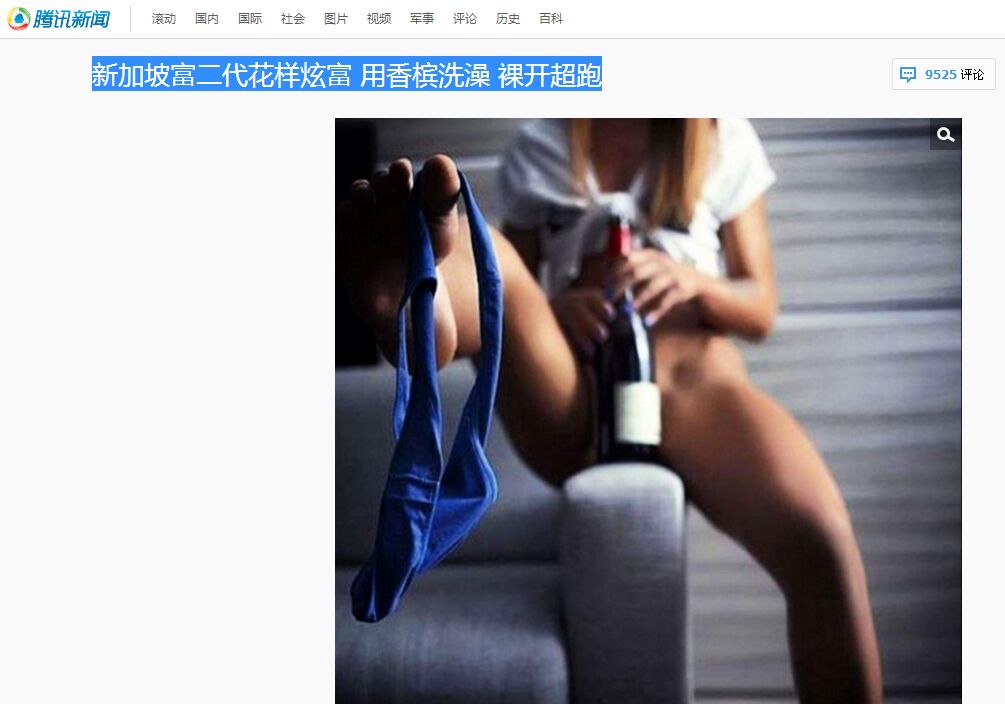 腾讯新闻
滚动 国内 国际 社会 图片 视频 军事 评论 历史 百科
新加坡富二代花样炫富 用香槟洗澡 裸开超跑
9525 评论